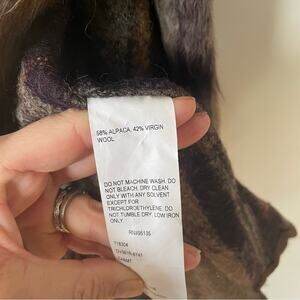 58% ALPACA, 42% VIRGIN
WOOL
DO NOT MACHINE WASH. DO
NOT BLEACH. DRY CLEAN
ONLY WITH ANY SOLVENT
EXCEPT FOR
TRICHLOROETHYLENE. DO
NOT TUMBLE DRY. LOW IRON
ONLY.